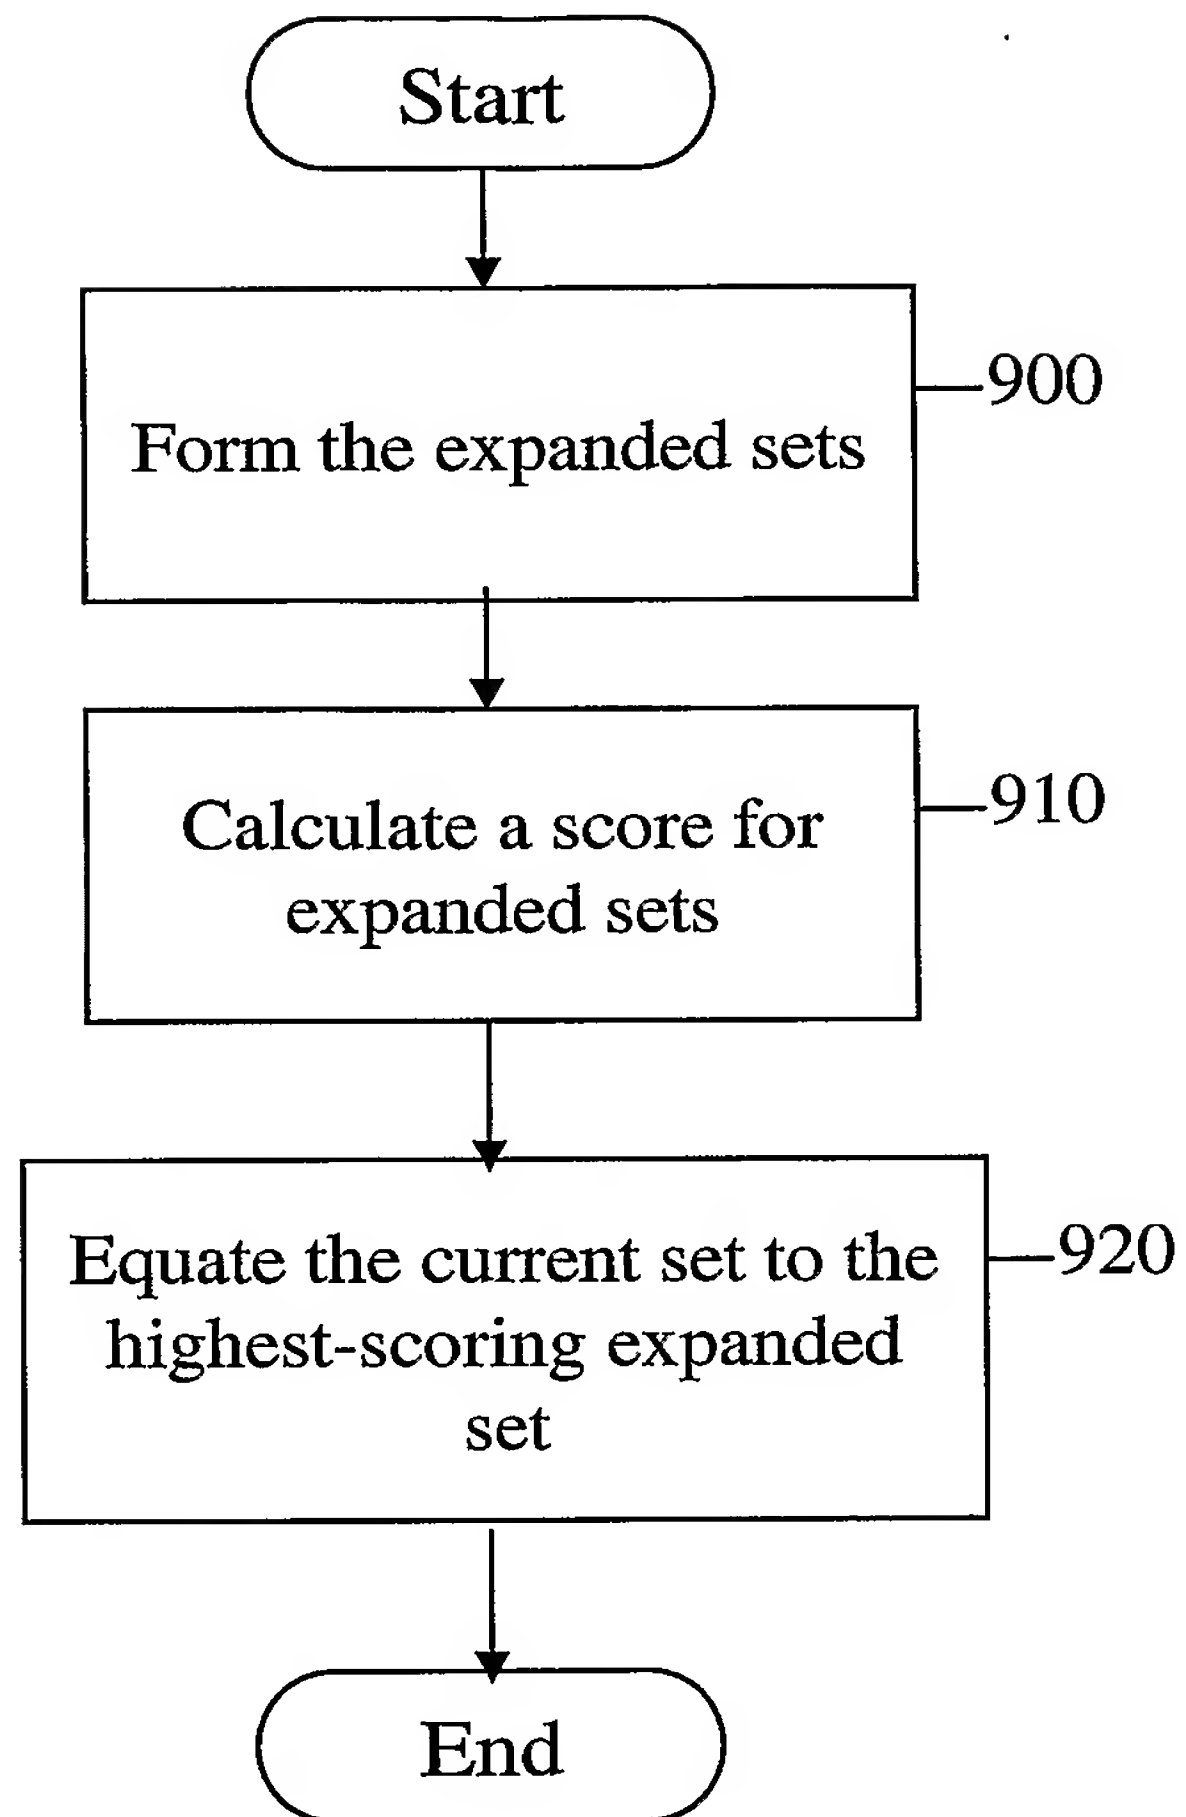 Start
Form the expanded sets
900
Calculate a score for
expanded sets
910
Equate the current set to the
highest-scoring expanded
set
920
End